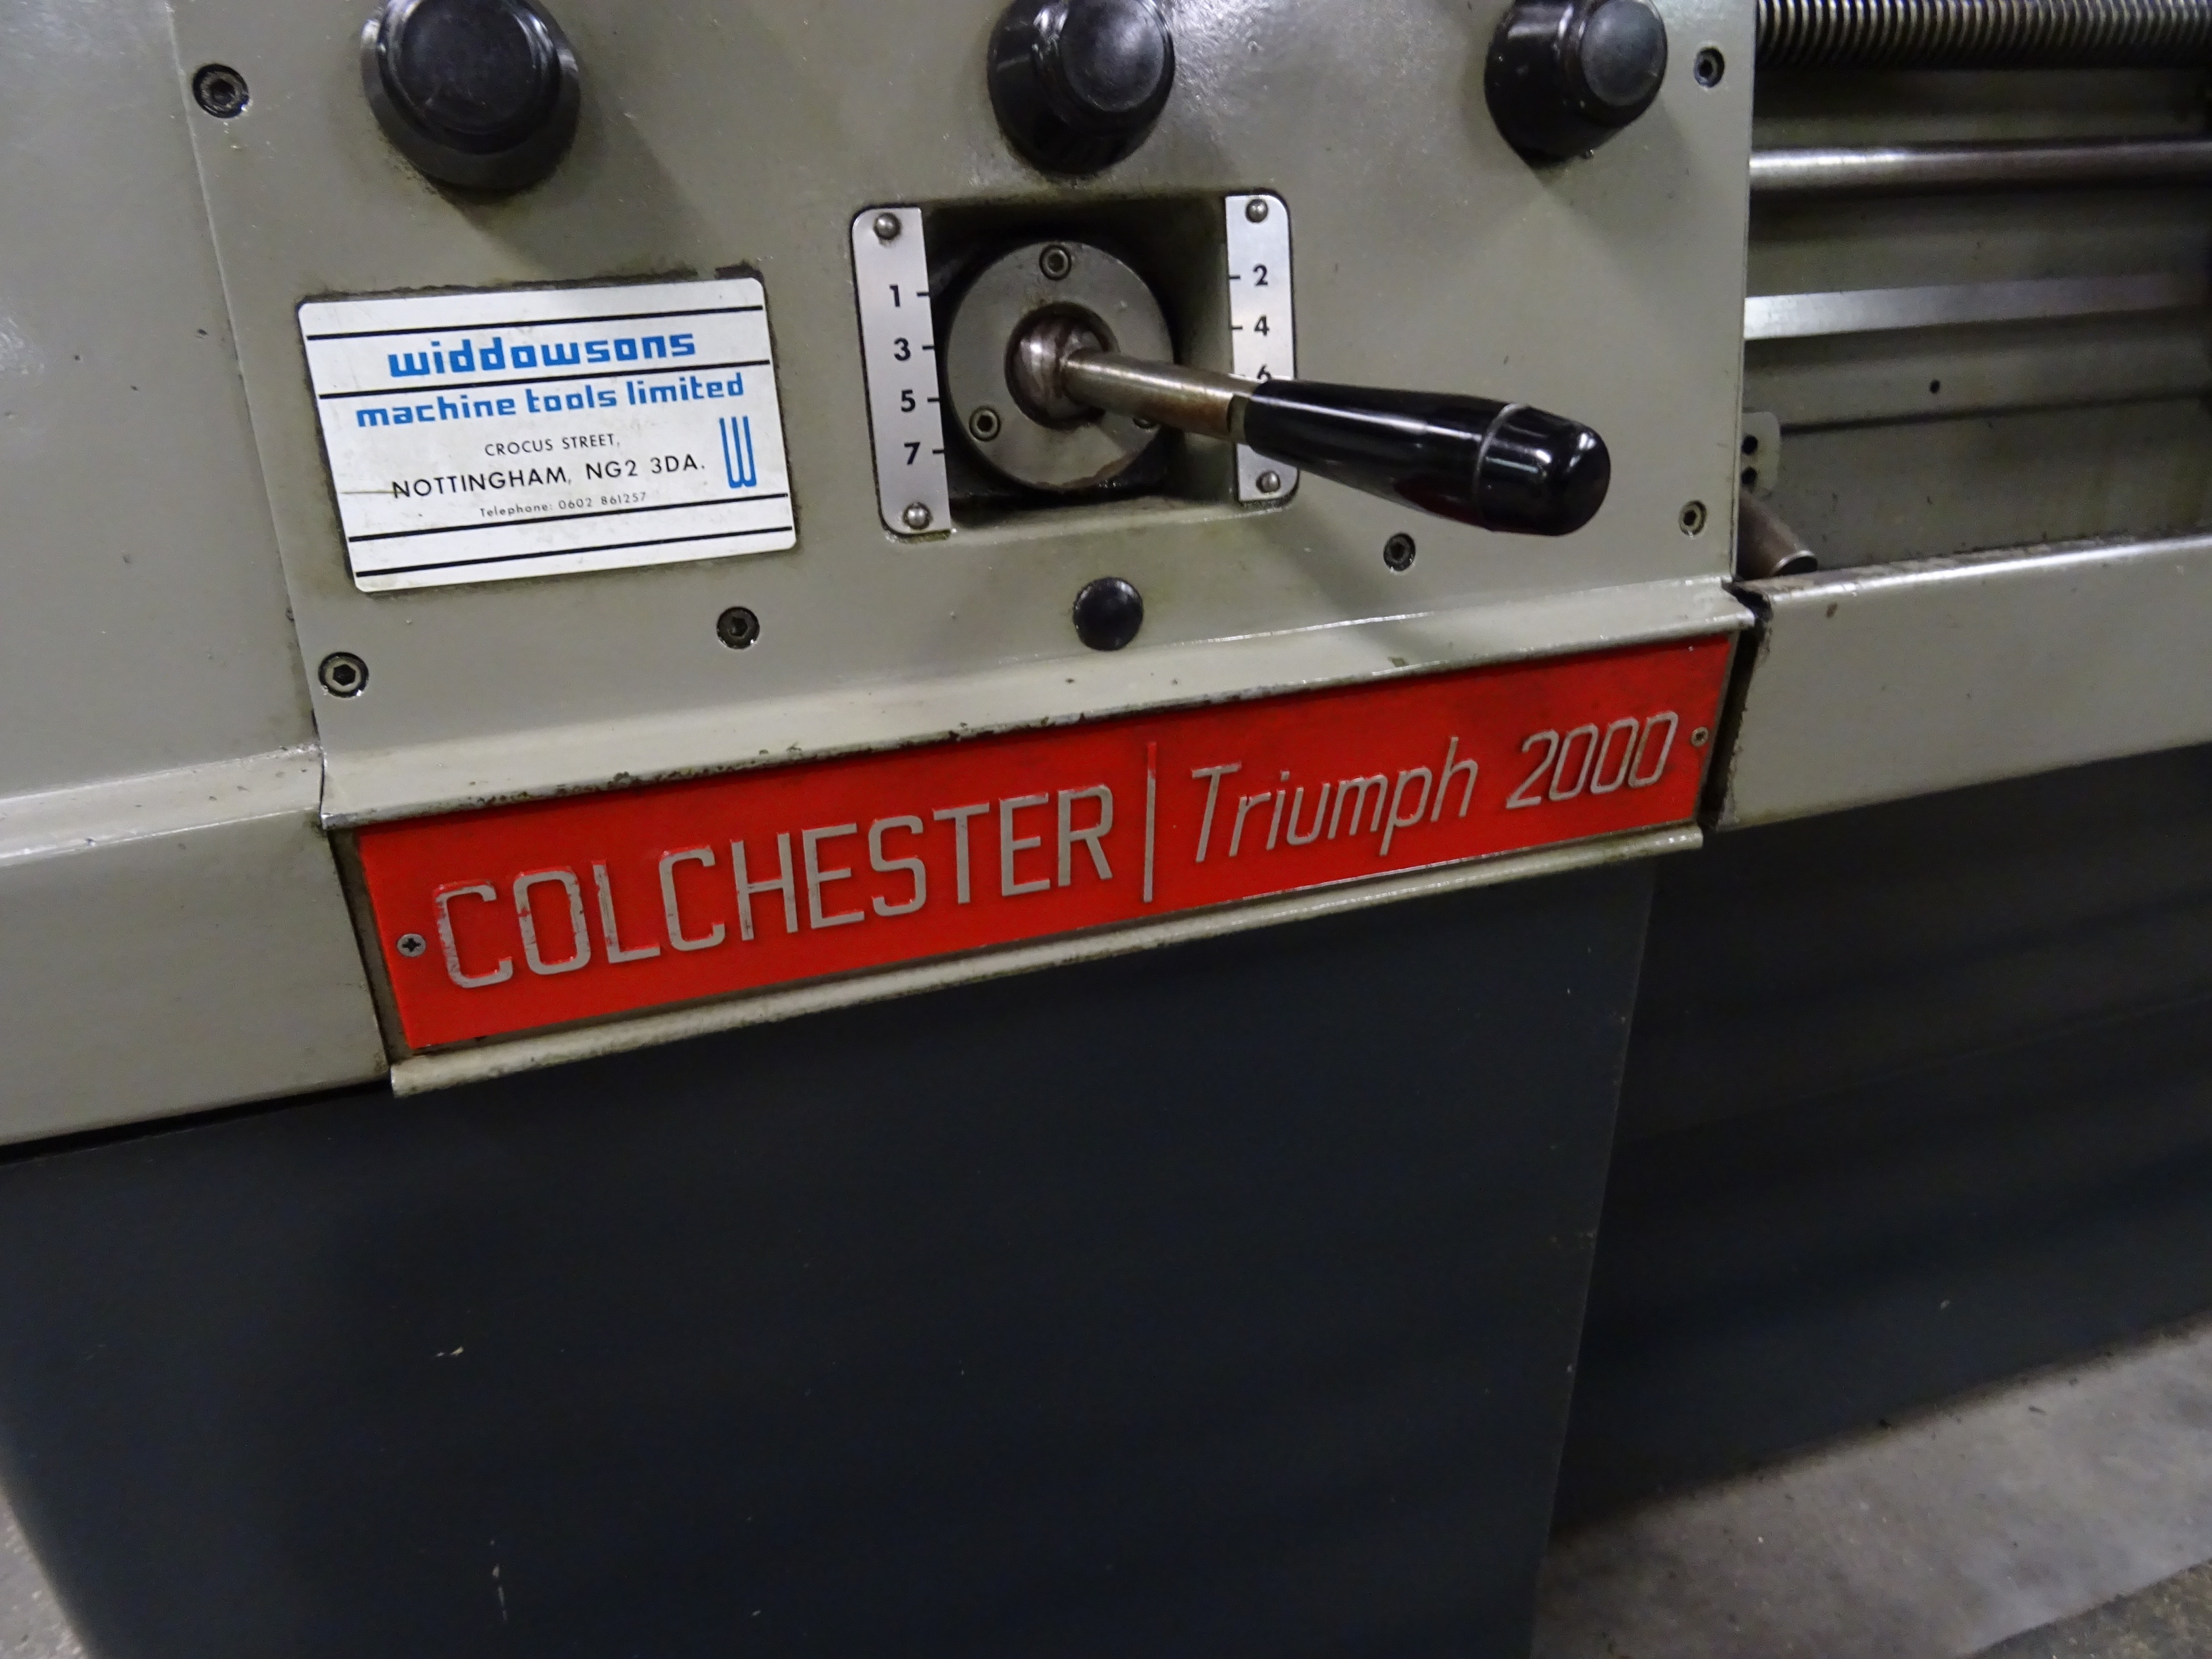 widdowsons
machine tools limited
CROCUS STREET,
NOTTINGHAM, NG2 3DA.
Telephone: 0602 861257
W
1
3
5
7
2
4
6
COLCHESTER | Triumph 2000